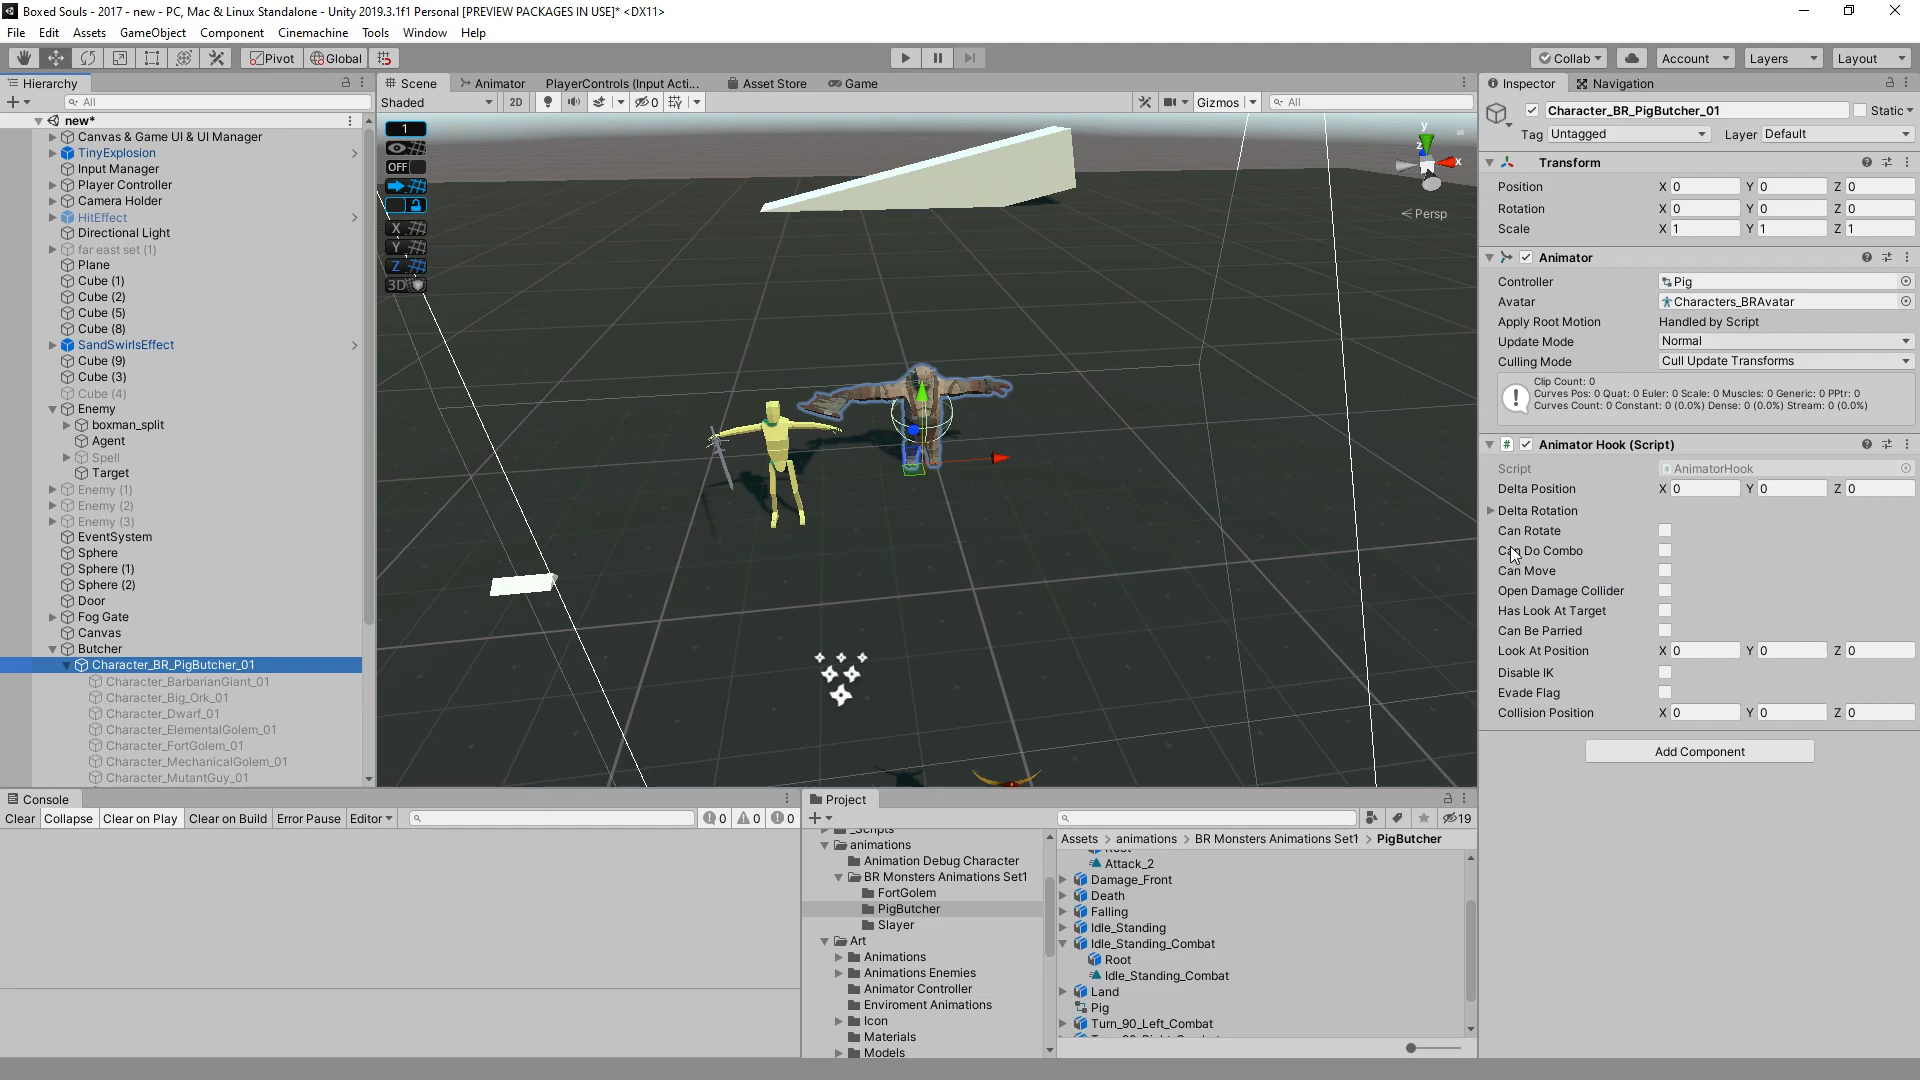 Boxed Souls - 2017 - new - PC, Mac & Linux Standalone - Unity 2019.3.1f1 Personal [PREVIEW PACKAGES IN USE]* <DX11>
File Edit Assets GameObject Component Cinemachine Tools Window Help
Pivot Global Collab Account Layers Layout
Hierarchy Scene Animator PlayerControls (Input Acti... Asset Store Game Inspector Navigation
All Shaded 2D 0 Gizmos All
Character_BR_PigButcher_01 Static
Tag Untagged Layer Default
new*
Canvas & Game UI & UI Manager
TinyExplosion
Input Manager
Player Controller
Camera Holder
HitEffect
Directional Light
far east set (1)
Plane
Cube (1)
Cube (2)
Cube (5)
Cube (8)
SandSwirlsEffect
Cube (9)
Cube (3)
Cube (4)
Enemy
boxman_split
Agent
Spell
Target
Enemy (1)
Enemy (2)
Enemy (3)
EventSystem
Sphere
Sphere (1)
Sphere (2)
Door
Fog Gate
Canvas
Butcher
Character_BR_PigButcher_01
Character_BarbarianGiant_01
Character_Big_Ork_01
Character_Dwarf_01
Character_ElementalGolem_01
Character_FortGolem_01
Character_MechanicalGolem_01
Character_MutantGuy_01
1
OFF
X
Y
Z
3D
y
z
x
Persp
Transform
Position X 0 Y 0 Z 0
Rotation X 0 Y 0 Z 0
Scale X 1 Y 1 Z 1
Animator
Controller Pig
Avatar Characters_BRAvatar
Apply Root Motion Handled by Script
Update Mode Normal
Culling Mode Cull Update Transforms
Clip Count: 0
Curves Pos: 0 Quat: 0 Euler: 0 Scale: 0 Muscles: 0 Generic: 0 PPtr: 0
Curves Count: 0 Constant: 0 (0.0%) Dense: 0 (0.0%) Stream: 0 (0.0%)
Animator Hook (Script)
Script AnimatorHook
Delta Position X 0 Y 0 Z 0
Delta Rotation
Can Rotate
Can Do Combo
Can Move
Open Damage Collider
Has Look At Target
Can Be Parried
Look At Position X 0 Y 0 Z 0
Disable IK
Evade Flag
Collision Position X 0 Y 0 Z 0
Add Component
Console
Clear Collapse Clear on Play Clear on Build Error Pause Editor 0 0 0
Project
19
_Scripts
animations
Animation Debug Character
BR Monsters Animations Set1
FortGolem
PigButcher
Slayer
Art
Animations
Animations Enemies
Animator Controller
Enviroment Animations
Icon
Materials
Models
Assets > animations > BR Monsters Animations Set1 > PigButcher
Root
Attack_2
Damage_Front
Death
Falling
Idle_Standing
Idle_Standing_Combat
Root
Idle_Standing_Combat
Land
Pig
Turn_90_Left_Combat